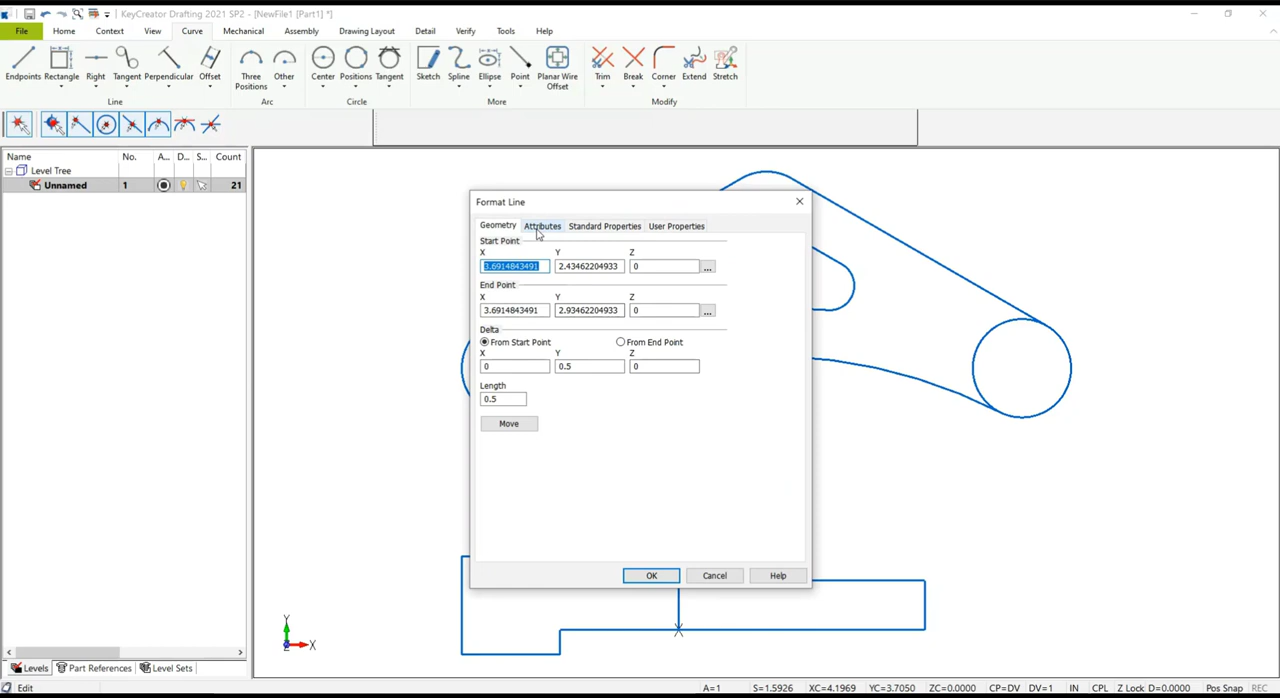 KeyCreator Drafting 2021 SP2 - [NewFile1 [Part1] *]
File Home Context View Curve Mechanical Assembly Drawing Layout Detail Verify Tools Help
Endpoints Rectangle Right Tangent Perpendicular Offset Three Positions Other Center Positions Tangent Sketch Spline Ellipse Point Planar Wire Offset Trim Break Corner Extend Stretch
Line Arc Circle More Modify
Name No. A... D... S... Count
Level Tree
Unnamed 1 21
Format Line
Geometry Attributes Standard Properties User Properties
Start Point
X Y Z
3.6914843491 2.43462204933 0 ...
End Point
X Y Z
3.6914843491 2.93462204933 0 ...
Delta
From Start Point From End Point
X Y Z
0 0.5 0
Length
0.5
Move
OK Cancel Help
Y
Z X
Levels Part References Level Sets
Edit A=1 S=1.5926 XC=4.1969 YC=3.7050 ZC=0.0000 CP=DV DV=1 IN CPL Z Lock D=0.0000 Pos Snap REC